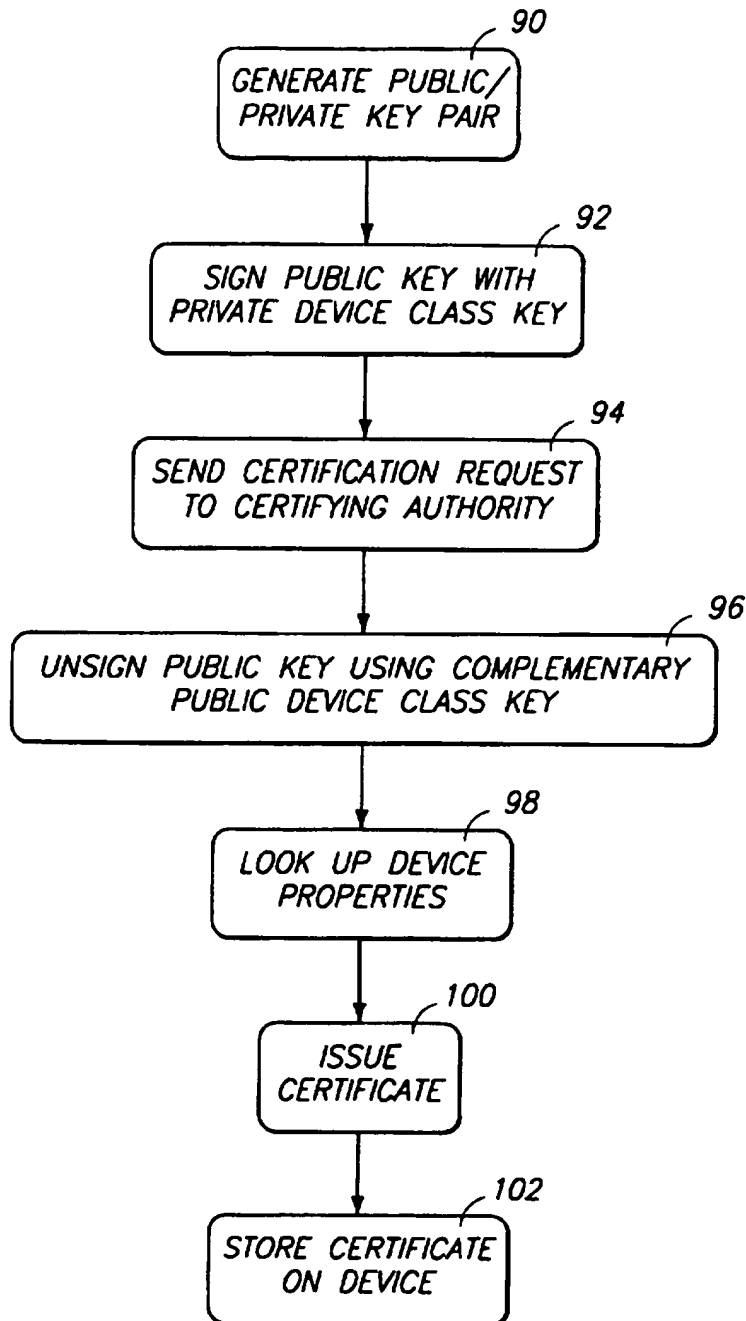 90
GENERATE PUBLIC/
PRIVATE KEY PAIR
92
SIGN PUBLIC KEY WITH
PRIVATE DEVICE CLASS KEY
94
SEND CERTIFICATION REQUEST
TO CERTIFYING AUTHORITY
96
UNSIGN PUBLIC KEY USING COMPLEMENTARY
PUBLIC DEVICE CLASS KEY
98
LOOK UP DEVICE
PROPERTIES
100
ISSUE
CERTIFICATE
102
STORE CERTIFICATE
ON DEVICE